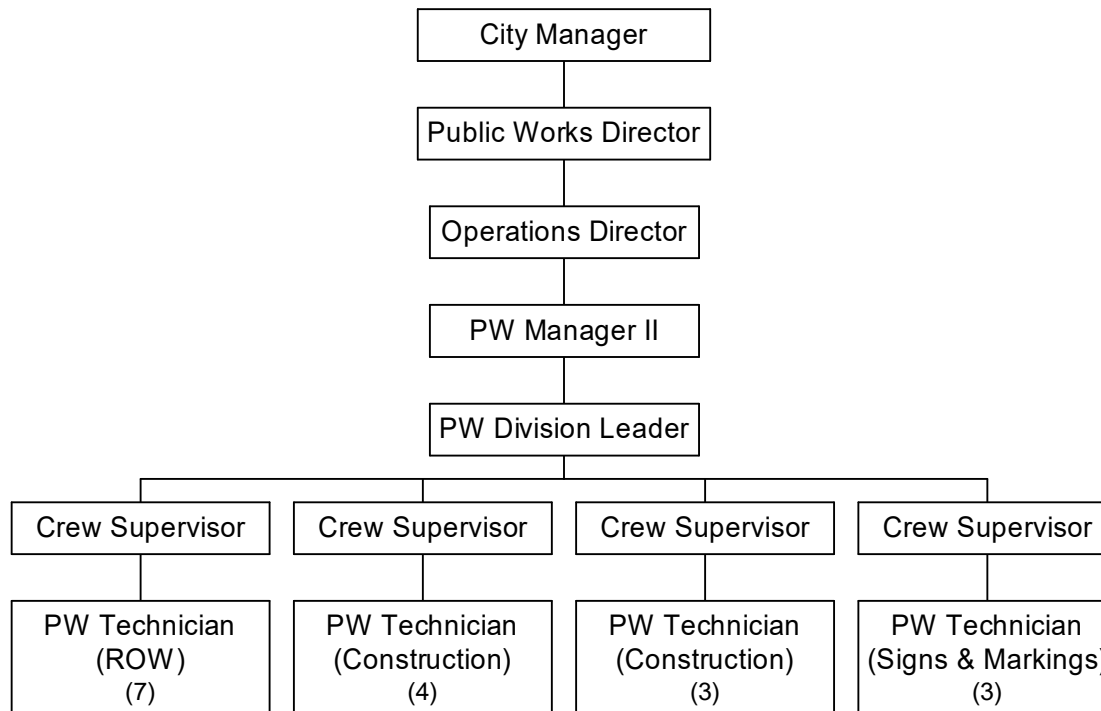 City Manager
Public Works Director
Operations Director
PW Manager II
PW Division Leader
Crew Supervisor
Crew Supervisor
Crew Supervisor
Crew Supervisor
PW Technician
(ROW)
(7)
PW Technician
(Construction)
(4)
PW Technician
(Construction)
(3)
PW Technician
(Signs & Markings)
(3)